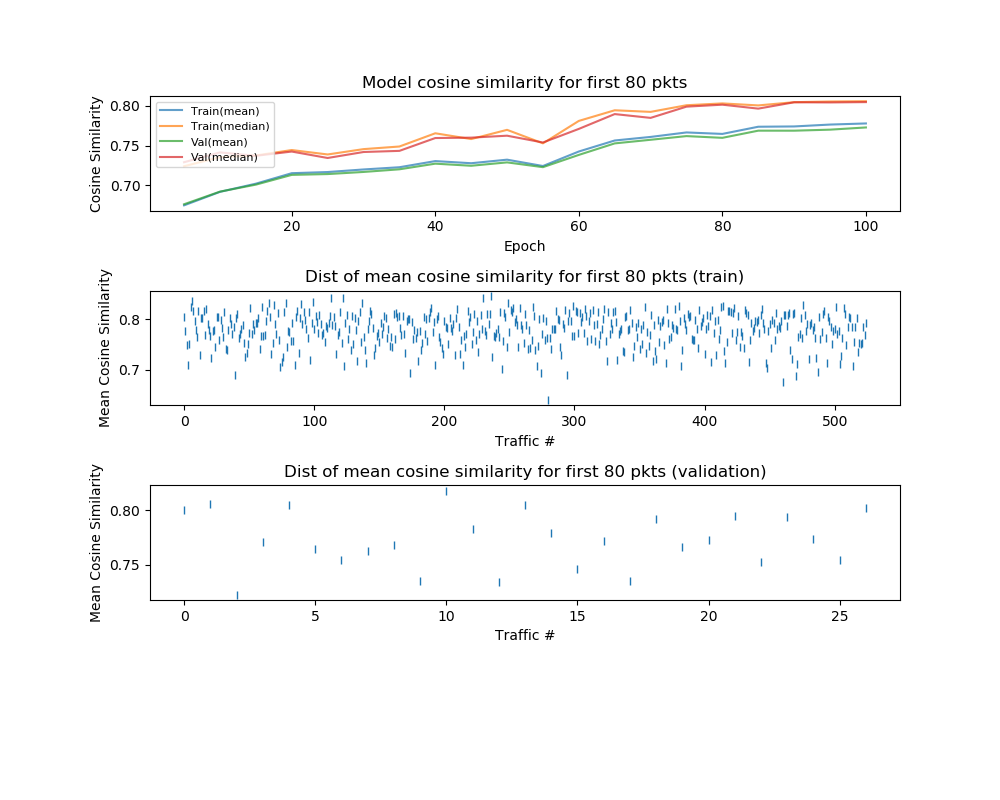 Model cosine similarity for first 80 pkts
Cosine Similarity
0.80
0.75
0.70
Train(mean)
Train(median)
Val(mean)
Val(median)
20 40 60 80 100
Epoch
Dist of mean cosine similarity for first 80 pkts (train)
Mean Cosine Similarity
0.8
0.7
0 100 200 300 400 500
Traffic #
Dist of mean cosine similarity for first 80 pkts (validation)
Mean Cosine Similarity
0.80
0.75
0 5 10 15 20 25
Traffic #